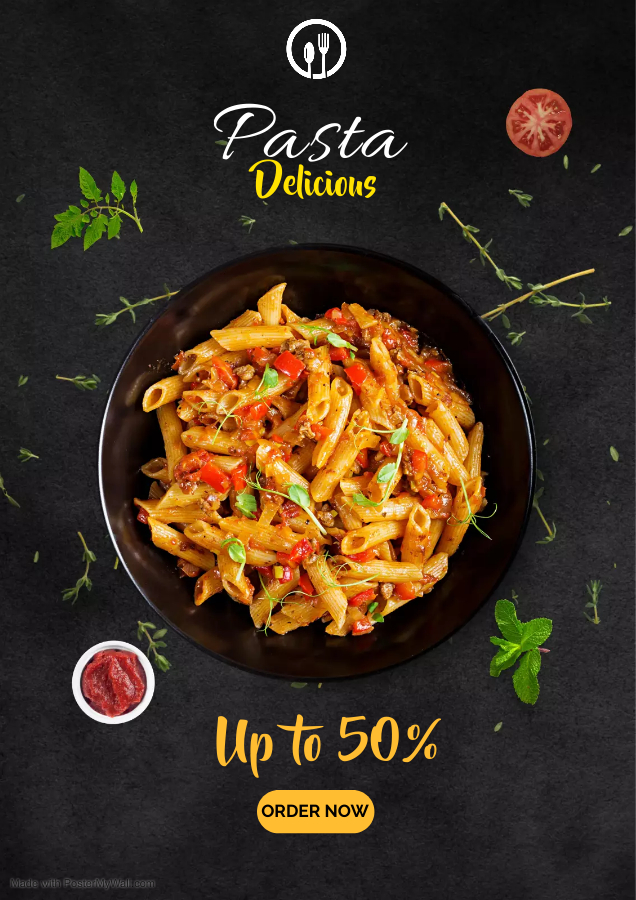 Pasta
Delicious
Up to 50%
ORDER NOW
Made with PosterMyWall.com